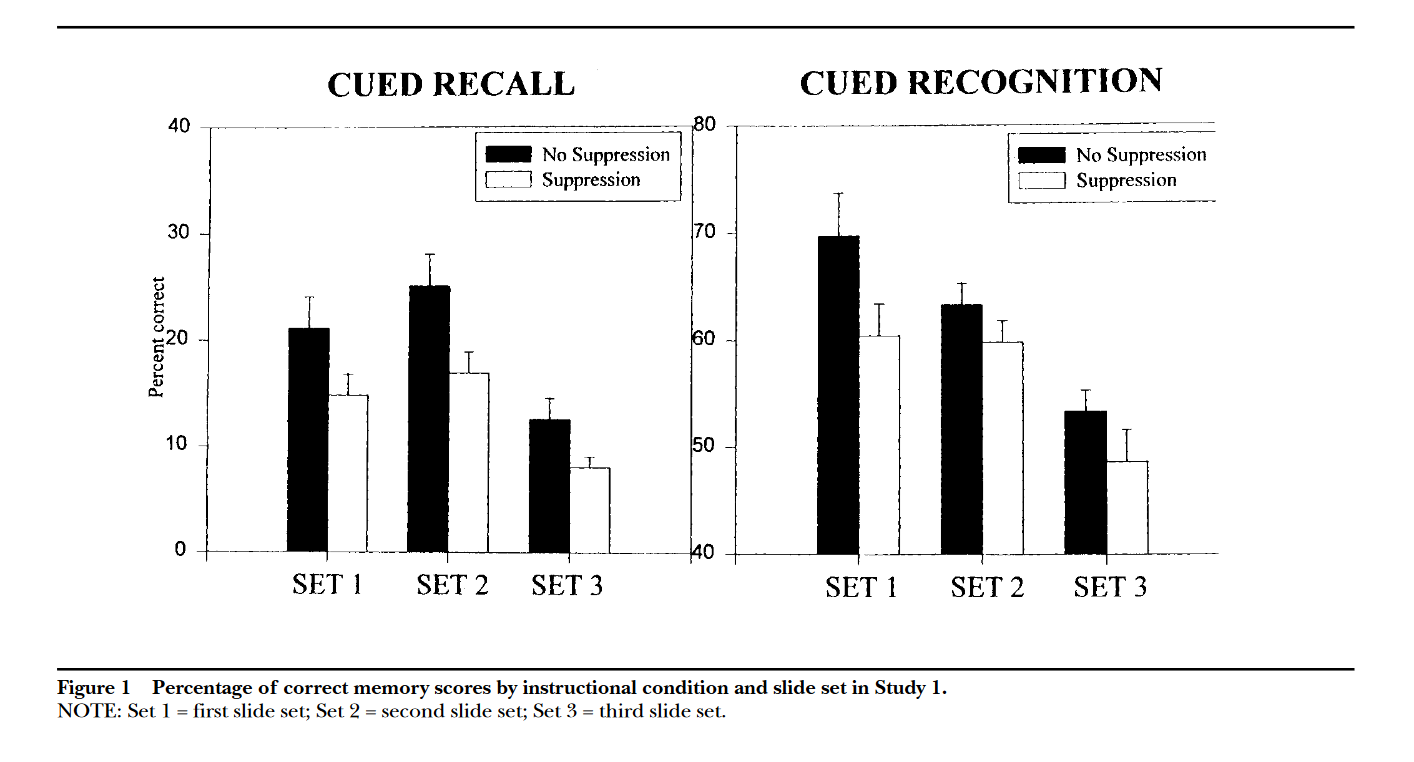 CUED RECALL
40
30
20
10
0
Percent correct
No Suppression
Suppression
SET 1 SET 2 SET 3
CUED RECOGNITION
80
70
60
50
40
No Suppression
Suppression
SET 1 SET 2 SET 3
Figure 1 Percentage of correct memory scores by instructional condition and slide set in Study 1.
NOTE: Set 1 = first slide set; Set 2 = second slide set; Set 3 = third slide set.